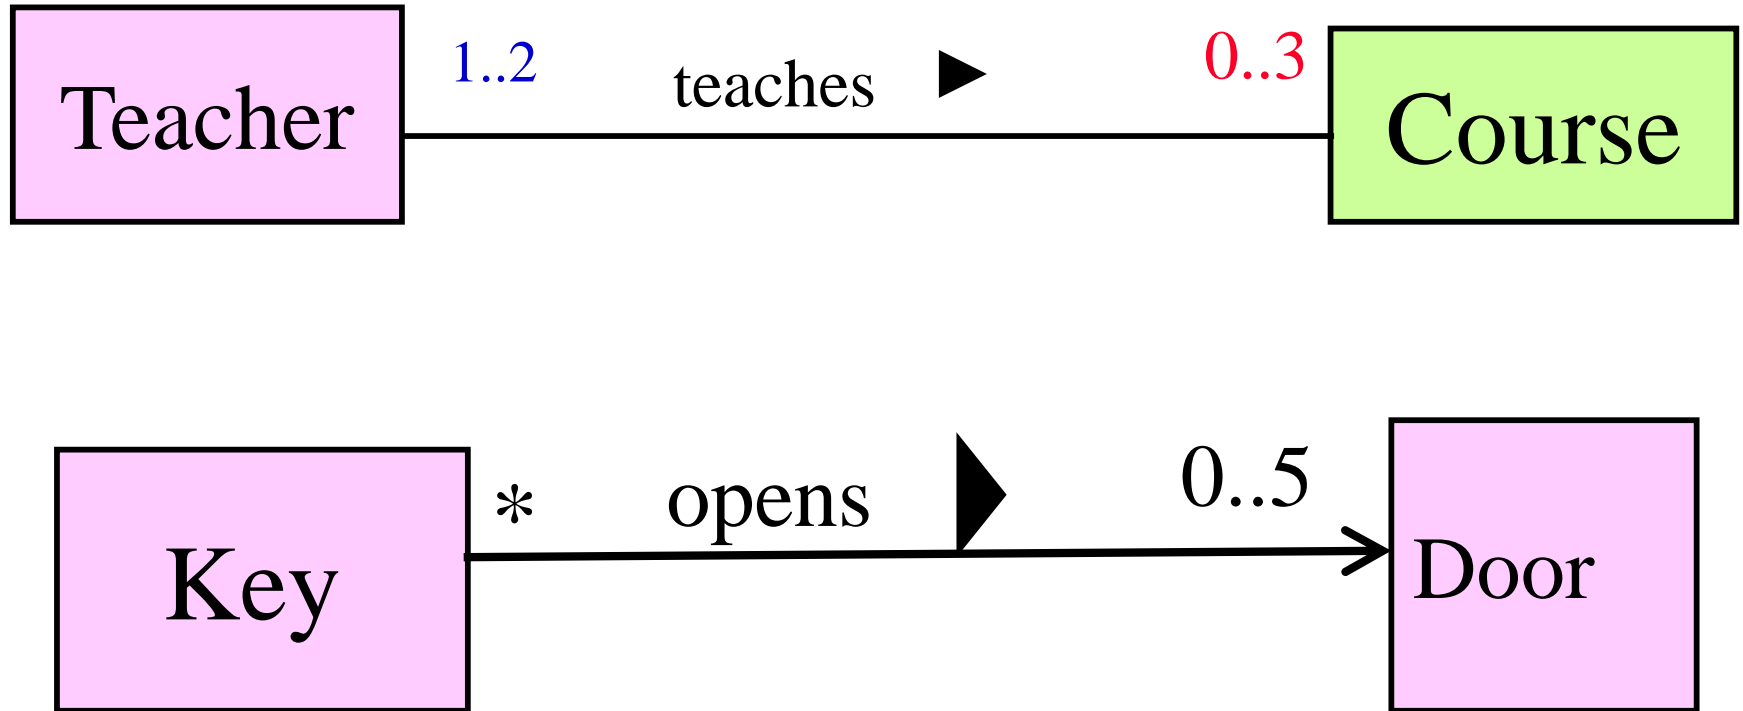 Teacher 1..2 teaches ► 0..3 Course
Key * opens ► 0..5 Door